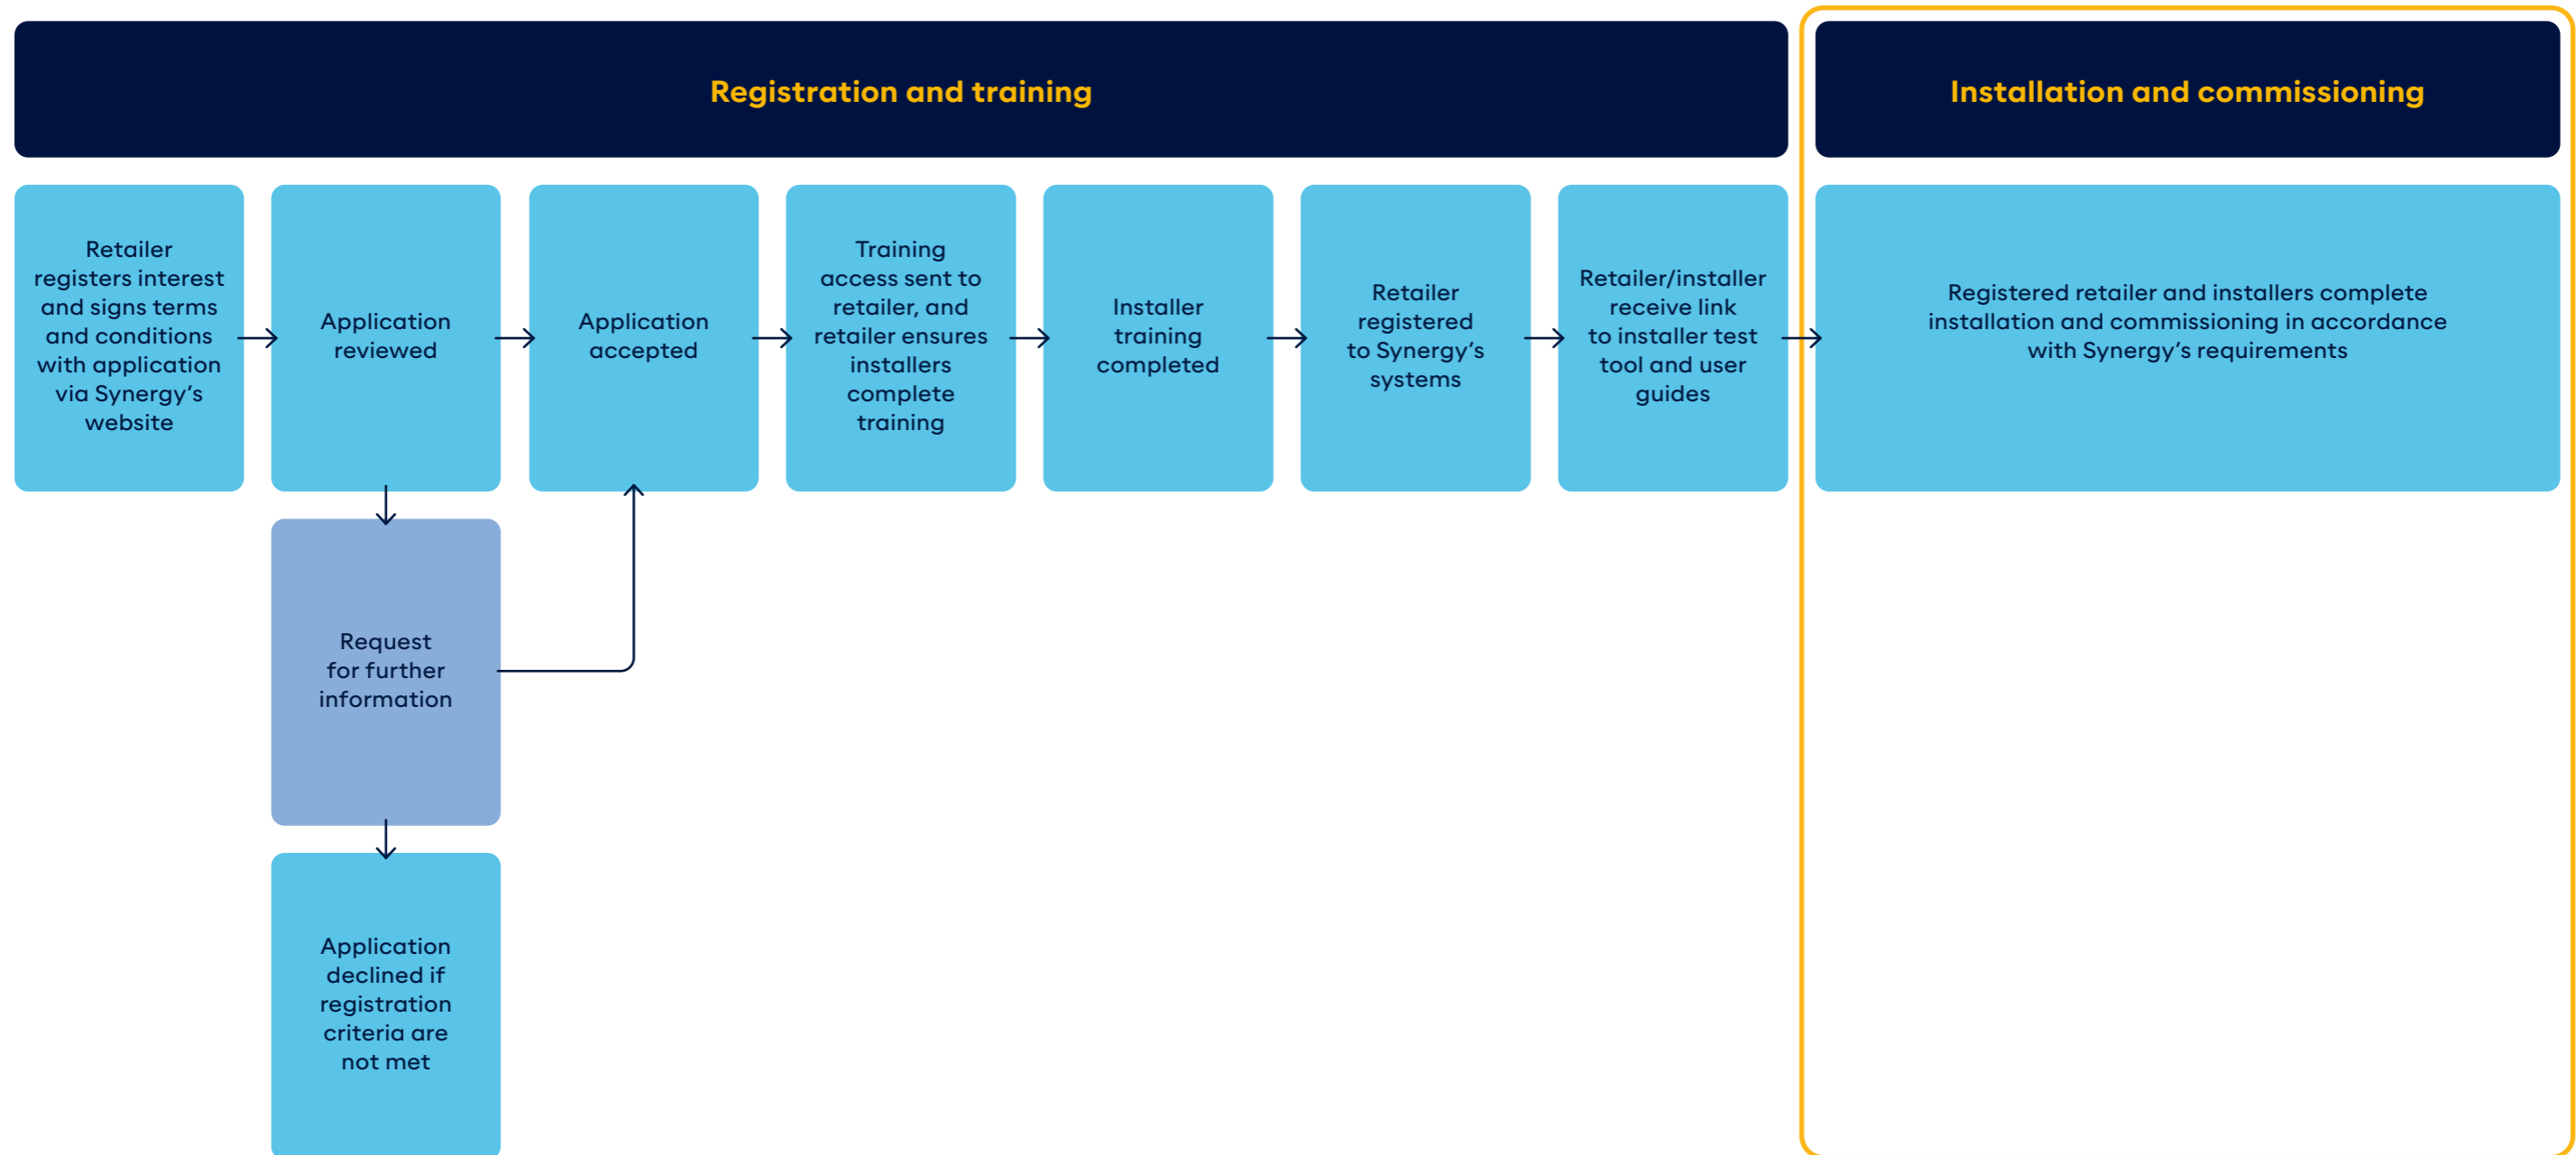 Registration and training
Installation and commissioning
Retailer
registers interest
and signs terms
and conditions
with application
via Synergy’s
website
Application
reviewed
Application
accepted
Training
access sent to
retailer, and
retailer ensures
installers
complete
training
Installer
training
completed
Retailer
registered
to Synergy’s
systems
Retailer/installer
receive link
to installer test
tool and user
guides
Registered retailer and installers complete
installation and commissioning in accordance
with Synergy’s requirements
Request
for further
information
Application
declined if
registration
criteria are
not met